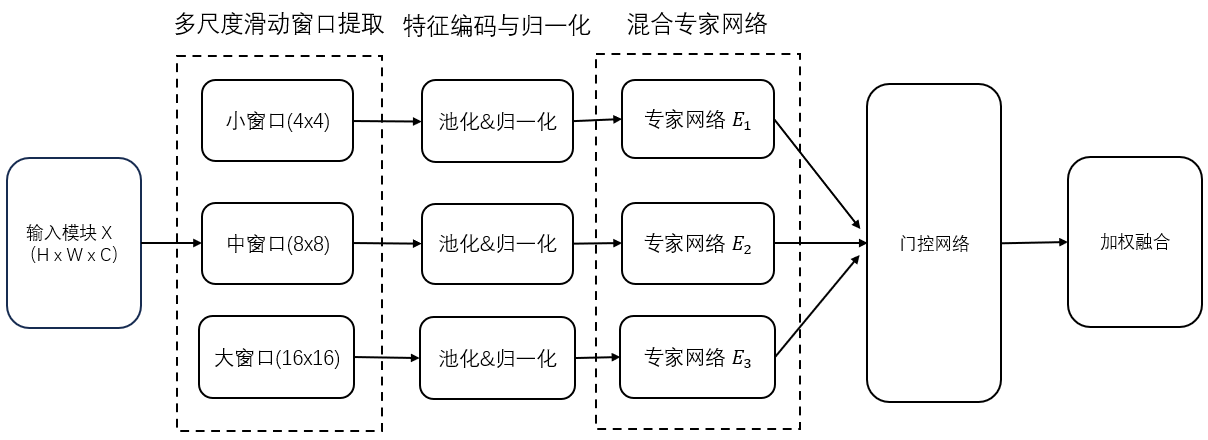 多尺度滑动窗口提取
特征编码与归一化
混合专家网络
小窗口(4x4)
池化&归一化
专家网络 E₁
输入模块 X
（H x W x C）
中窗口(8x8)
池化&归一化
专家网络 E₂
门控网络
加权融合
大窗口(16x16)
池化&归一化
专家网络 E₃